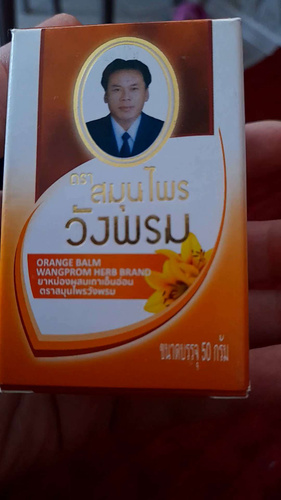 ตรา
สมุนไพร
วังพรม
ORANGE BALM
WANGPROM HERB BRAND
ยาหม่องผสมเถาเอ็นอ่อน
ตราสมุนไพรวังพรม
ขนาดบรรจุ 50 กรัม